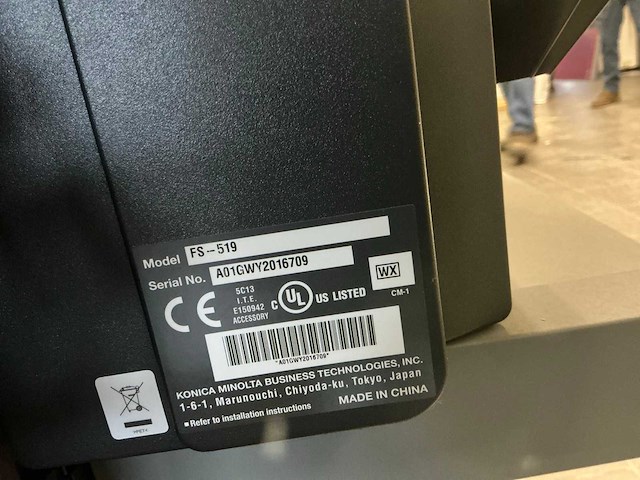 Model FS-519
Serial No. A01GWY2016709
CE
5C13
I.T.E.
E150942
ACCESSORY
C UL US LISTED
WX
CM-1
*A01GWY2016709*
KONICA MINOLTA BUSINESS TECHNOLOGIES, INC.
1-6-1, Marunouchi, Chiyoda-ku, Tokyo, Japan
MADE IN CHINA
■Refer to installation instructions